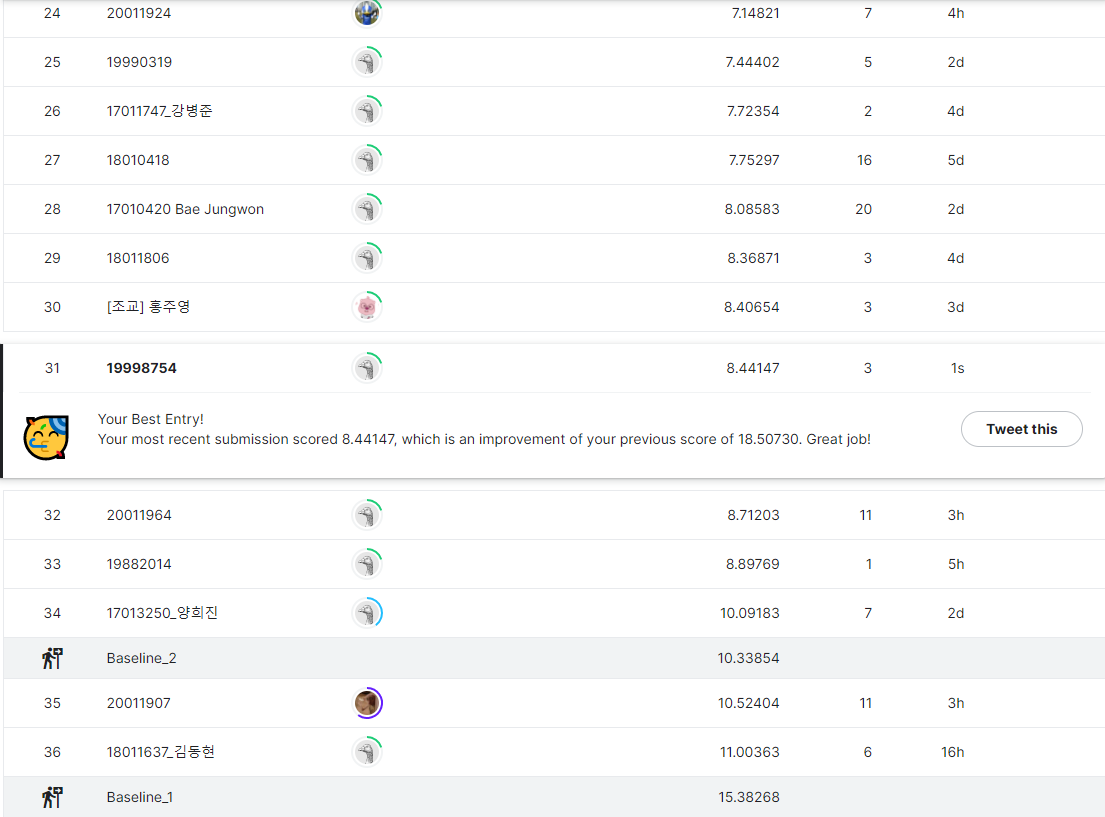 24 20011924 7.14821 7 4h
25 19990319 7.44402 5 2d
26 17011747_강병준 7.72354 2 4d
27 18010418 7.75297 16 5d
28 17010420 Bae Jungwon 8.08583 20 2d
29 18011806 8.36871 3 4d
30 [조교] 홍주영 8.40654 3 3d
31 19998754 8.44147 3 1s
Your Best Entry!
Your most recent submission scored 8.44147, which is an improvement of your previous score of 18.50730. Great job!
Tweet this
32 20011964 8.71203 11 3h
33 19882014 8.89769 1 5h
34 17013250_양희진 10.09183 7 2d
Baseline_2 10.33854
35 20011907 10.52404 11 3h
36 18011637_김동현 11.00363 6 16h
Baseline_1 15.38268